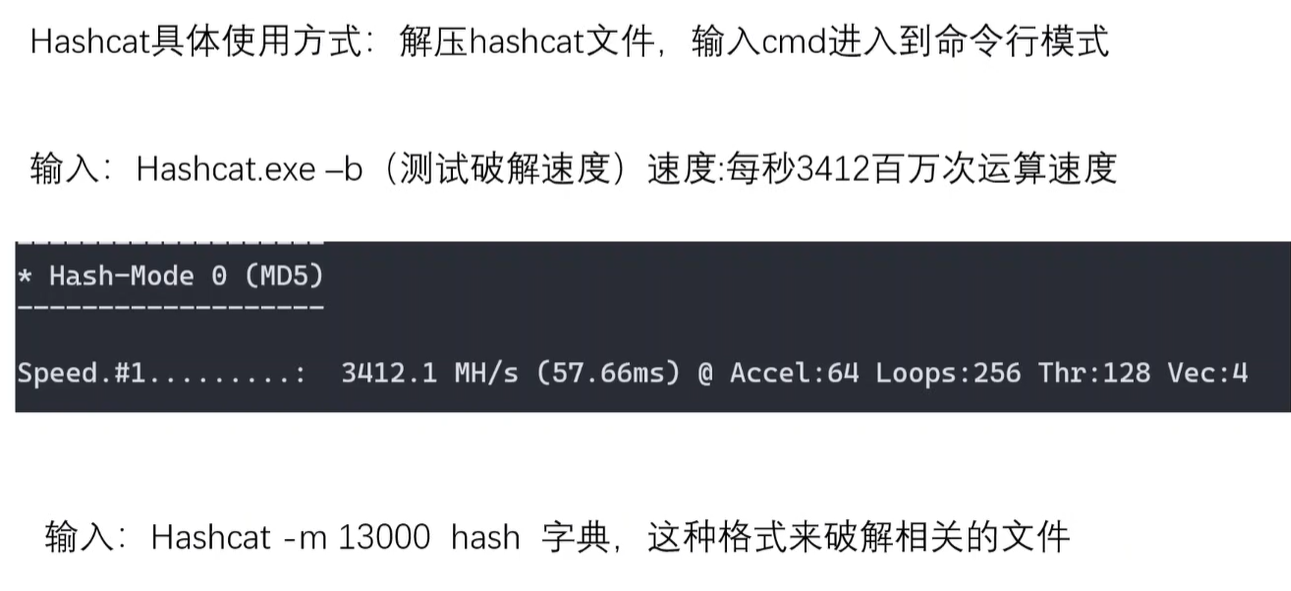 Hashcat具体使用方式：解压hashcat文件，输入cmd进入到命令行模式
输入：Hashcat.exe –b（测试破解速度）速度:每秒3412百万次运算速度
-------------------
* Hash-Mode 0 (MD5)
-------------------
Speed.#1.........:  3412.1 MH/s (57.66ms) @ Accel:64 Loops:256 Thr:128 Vec:4
输入：Hashcat -m 13000  hash  字典，这种格式来破解相关的文件